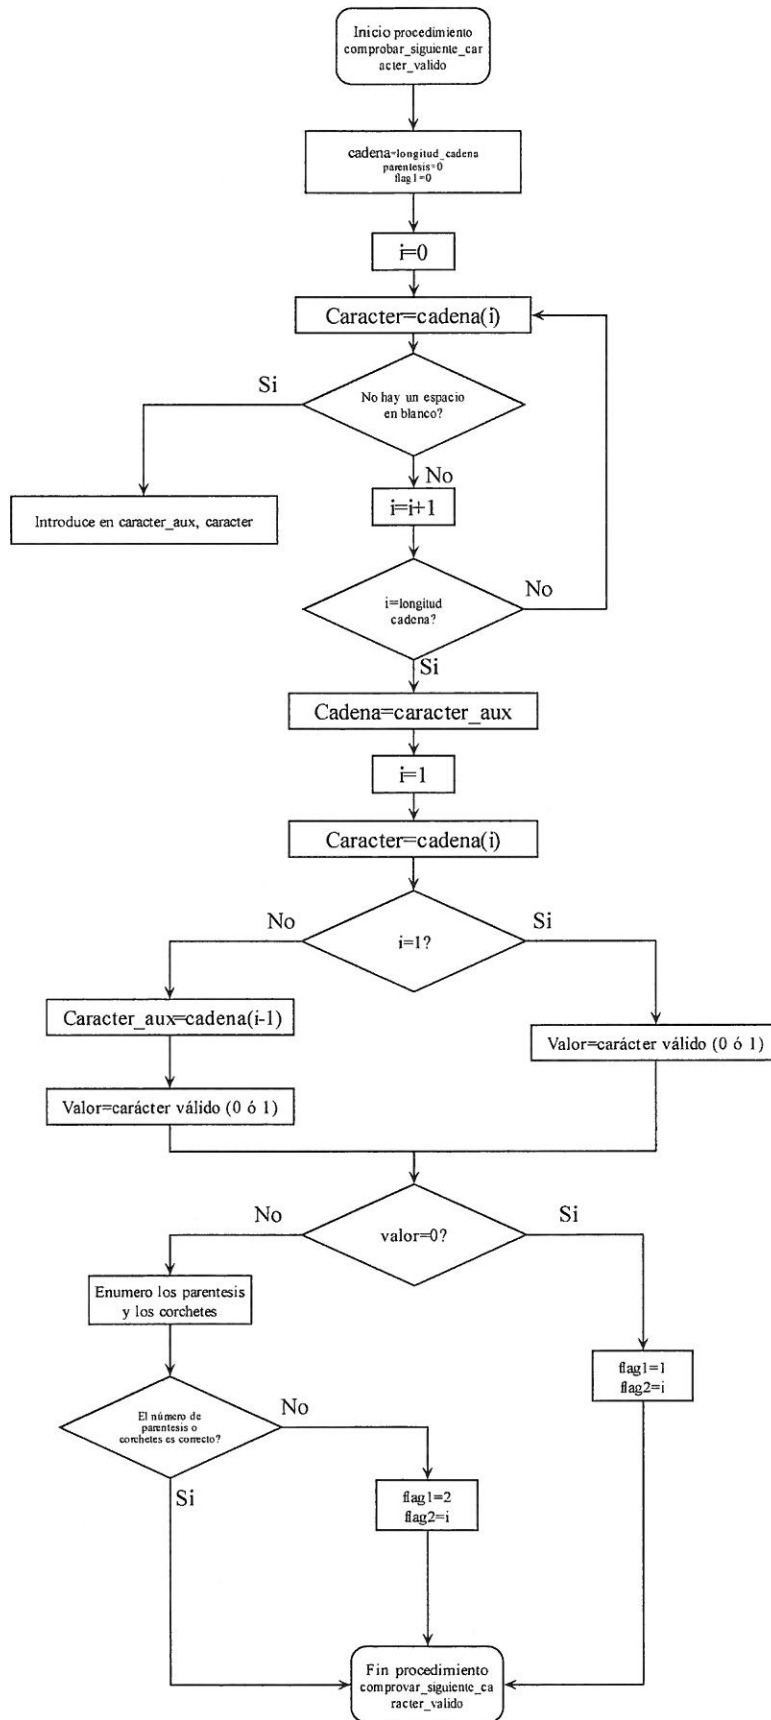 Inicio procedimiento
comprobar_siguiente_car
acter_valido
cadena=longitud_cadena
parentesis=0
flag1=0
i=0
Caracter=cadena(i)
Si
No hay un espacio
en blanco?
No
Introduce en caracter_aux, caracter
i=i+1
i=longitud
cadena?
No
Si
Cadena=caracter_aux
i=1
Caracter=cadena(i)
No
i=1?
Si
Caracter_aux=cadena(i-1)
Valor=carácter válido (0 ó 1)
Valor=carácter válido (0 ó 1)
No
valor=0?
Si
Enumero los parentesis
y los corchetes
flag1=1
flag2=i
El número de
parentesis o
corchetes es correcto?
No
Si
flag1=2
flag2=i
Fin procedimiento
comprovar_siguiente_ca
racter_valido